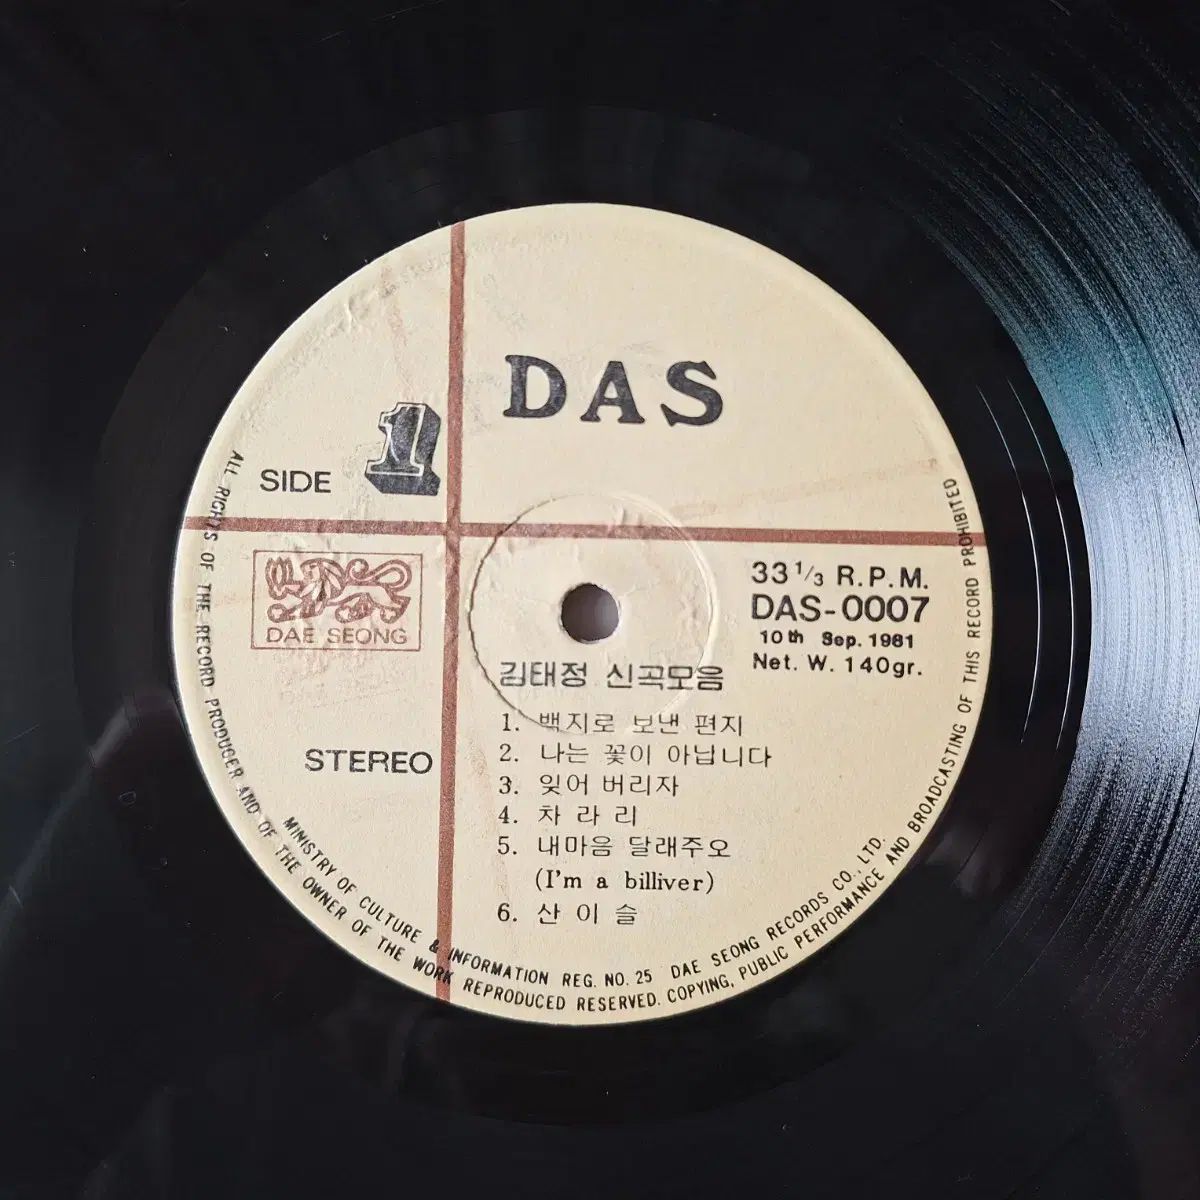 DAS
SIDE 1
DAE SEONG
33 1/3 R.P.M.
DAS-0007
10th Sep. 1981
Net. W. 140gr.
김태정 신곡모음
1. 백지로 보낸 편지
2. 나는 꽃이 아닙니다
3. 잊어 버리자
4. 차 라 리
5. 내마음 달래주오
(I'm a billiver)
6. 산 이 슬
STEREO
MINISTRY OF CULTURE & INFORMATION REG. NO. 25 DAE SEONG RECORDS CO., LTD.
ALL RIGHTS OF THE RECORD PRODUCER AND OF THE OWNER OF THE WORK REPRODUCED RESERVED. COPYING, PUBLIC PERFORMANCE AND BROADCASTING OF THIS RECORD PROHIBITED